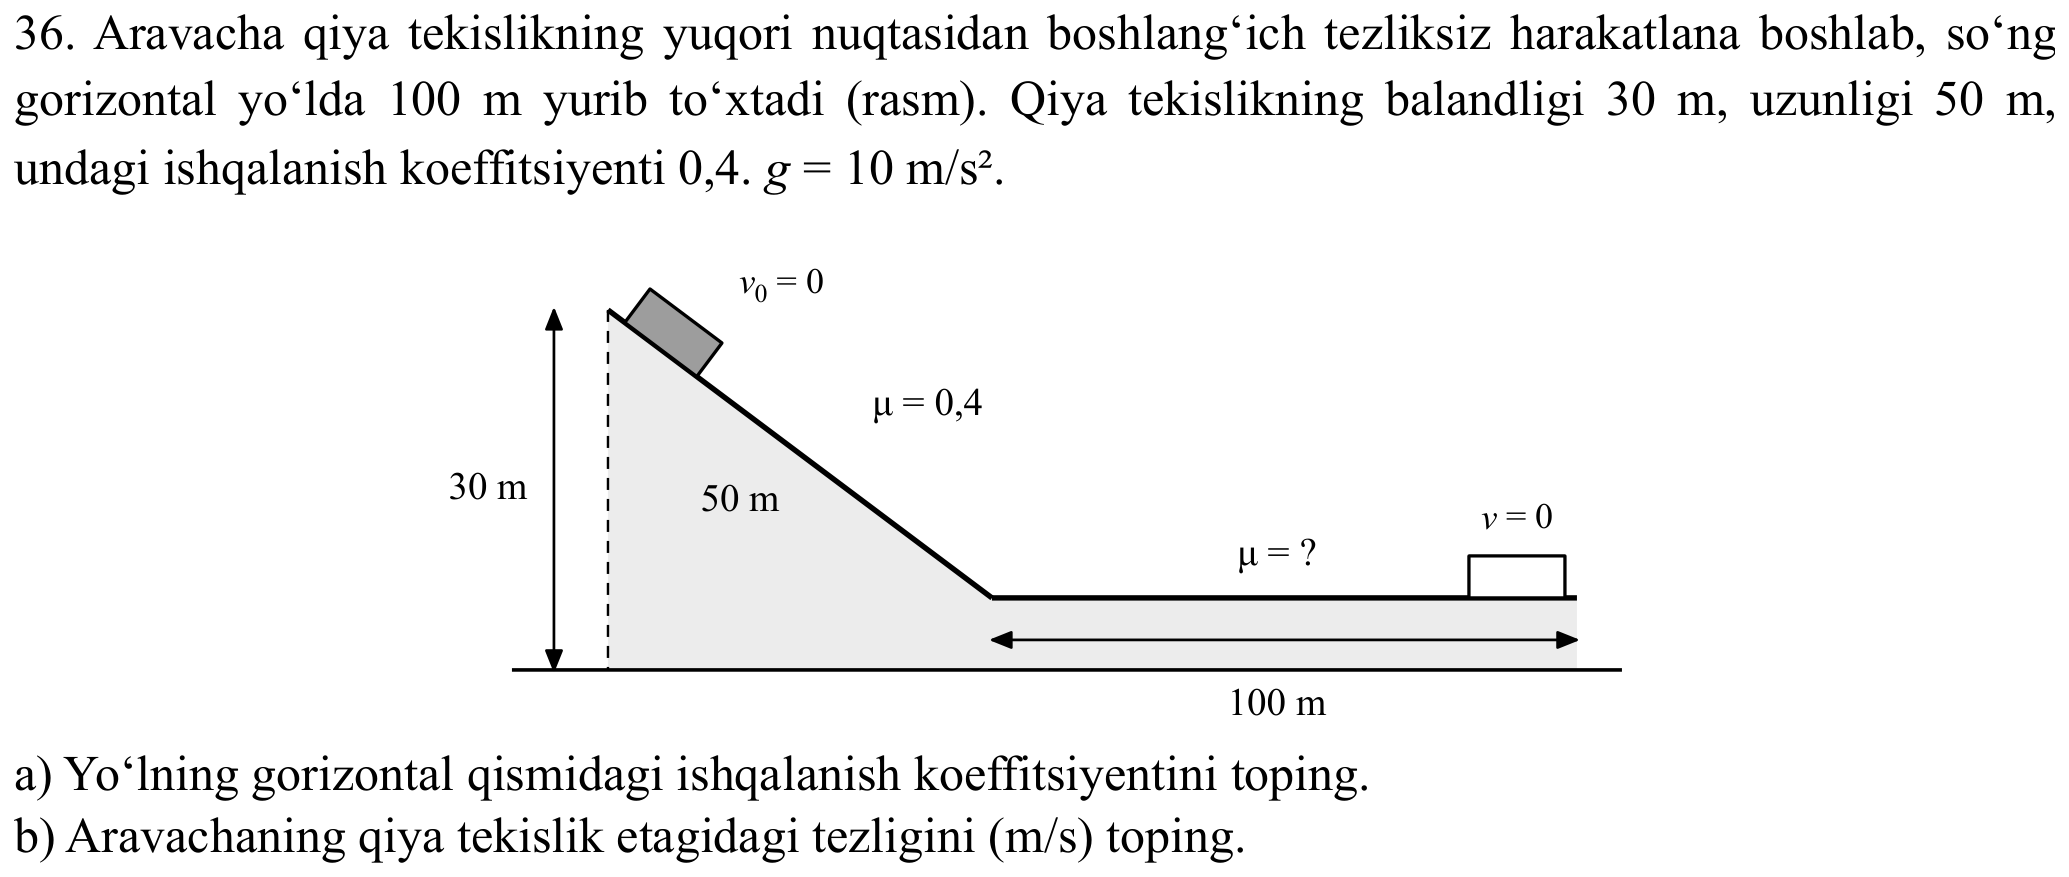 36. Aravacha qiya tekislikning yuqori nuqtasidan boshlang‘ich tezliksiz harakatlana boshlab, so‘ng
gorizontal yo‘lda 100 m yurib to‘xtadi (rasm). Qiya tekislikning balandligi 30 m, uzunligi 50 m,
undagi ishqalanish koeffitsiyenti 0,4. g = 10 m/s².
v₀ = 0
μ = 0,4
30 m
50 m
v = 0
μ = ?
100 m
a) Yo‘lning gorizontal qismidagi ishqalanish koeffitsiyentini toping.
b) Aravachaning qiya tekislik etagidagi tezligini (m/s) toping.